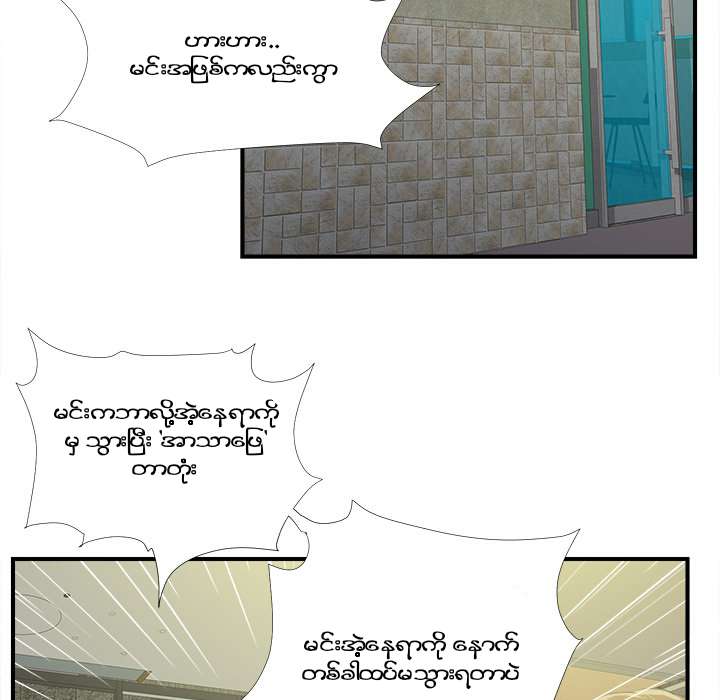 ဟားဟား..
မင်းအဖြစ်ကလည်းကွာ
မင်းကဘာလို့အဲ့နေရာကို
မှ သွားပြီး 'အာသာဖြေ'
တာတုံး
မင်းအဲ့နေရာကို နောက်
တစ်ခါထပ်မသွားရတာပဲ